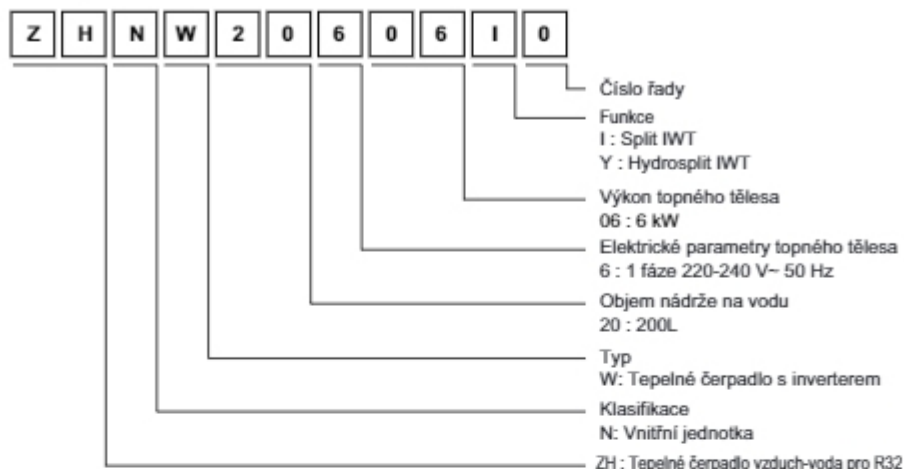 Z H N W 2 0 6 0 6 I 0
Číslo řady
Funkce
I : Split IWT
Y : Hydrosplit IWT
Výkon topného tělesa
06 : 6 kW
Elektrické parametry topného tělesa
6 : 1 fáze 220-240 V~ 50 Hz
Objem nádrže na vodu
20 : 200L
Typ
W: Tepelné čerpadlo s inverterem
Klasifikace
N: Vnitřní jednotka
ZH : Tepelné čerpadlo vzduch-voda pro R32